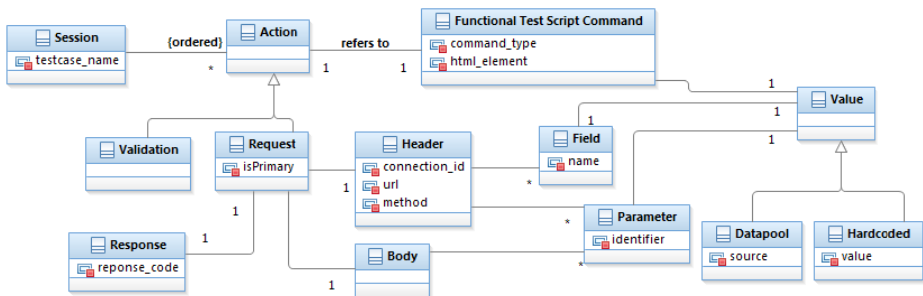 Session
testcase_name
{ordered}
*
Action
1
refers to
1
Functional Test Script Command
command_type
html_element
1
Value
1
1
Validation
Request
isPrimary
1
Header
connection_id
url
method
1
Field
name
*
*
1
Response
reponse_code
1
Body
1
Parameter
identifier
*
Datapool
source
Hardcoded
value